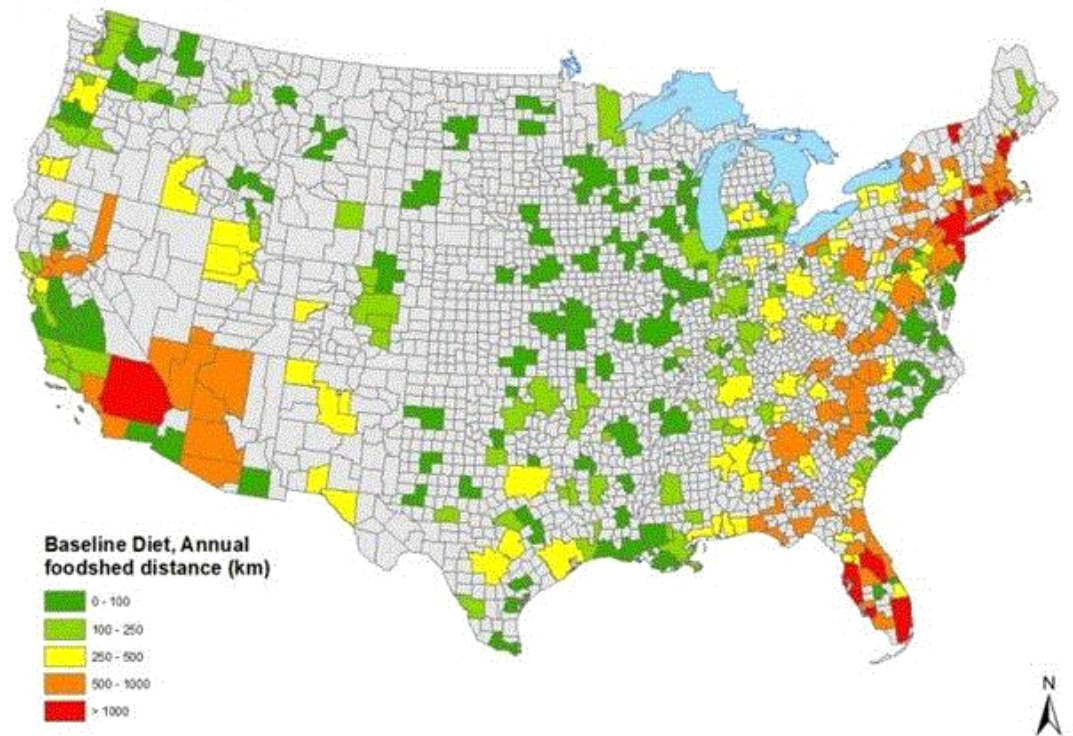 Baseline Diet, Annual
foodshed distance (km)
0 - 100
100 - 250
250 - 500
500 - 1000
> 1000
N